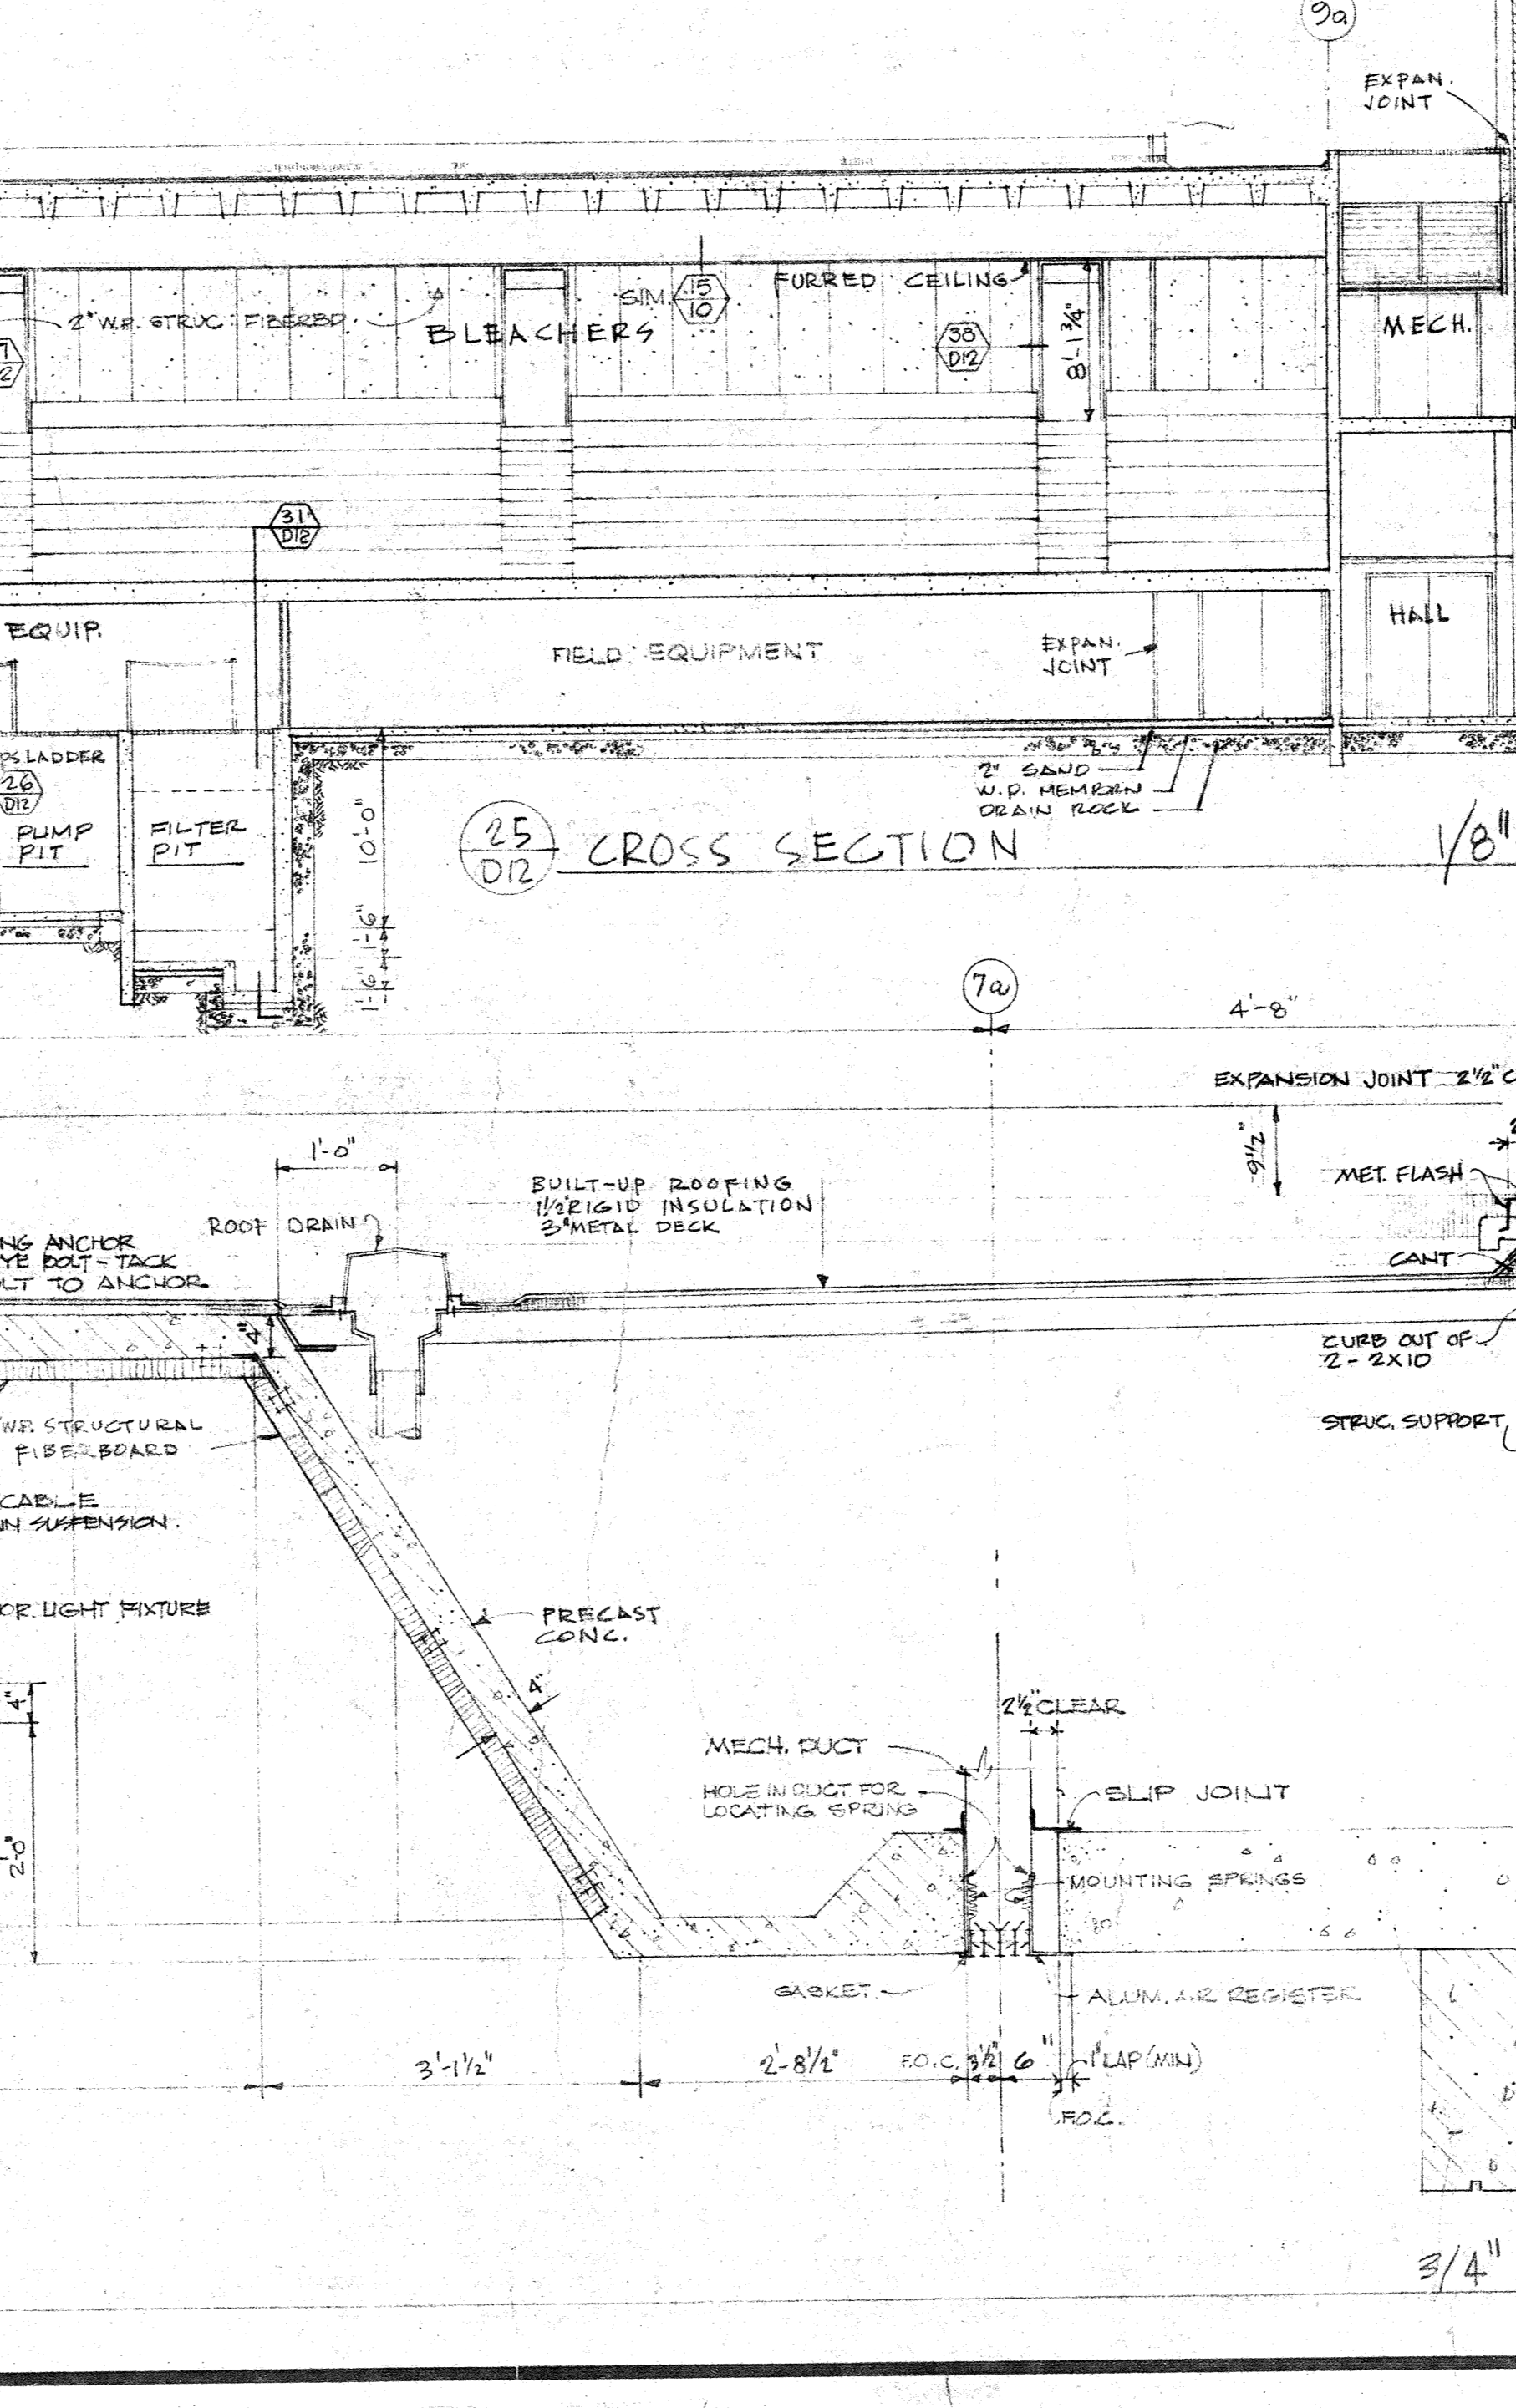 9a
EXPAN.
JOINT
FURRED CEILING
SIM. 15
10
2" W.P. STRUC. FIBERBD.
BLEACHERS
38
D12
8'-1 3/4"
MECH.
31
D12
EQUIP.
FIELD EQUIPMENT
EXPAN.
JOINT
HALL
LADDER
26
D12
2" SAND
W.P. MEMBRN
DRAIN ROCK
PUMP
PIT
FILTER
PIT
10'-0"
25
D12
CROSS SECTION
1/8"
1'-6"
1'-6"
7a
4'-8"
EXPANSION JOINT 2 1/2"
9 1/2"
1'-0"
MET. FLASH
BUILT-UP ROOFING
1 1/2" RIGID INSULATION
3" METAL DECK
ROOF DRAIN
NG ANCHOR
YE BOLT - TACK
LT TO ANCHOR
CANT
4"
CURB OUT OF
2 - 2X10
W.P. STRUCTURAL
FIBERBOARD
STRUC. SUPPORT
CABLE
SUSPENSION.
OR LIGHT FIXTURE
PRECAST
CONC.
4"
4"
2 1/2" CLEAR
MECH. DUCT
HOLE IN DUCT FOR
LOCATING SPRING
SLIP JOINT
2'-0"
MOUNTING SPRINGS
GASKET
ALUM. AIR REGISTER
3'-1 1/2"
2'-8 1/2"
F.O.C. 3 1/2" 6"
1" LAP (MIN)
F.O.C.
3/4"